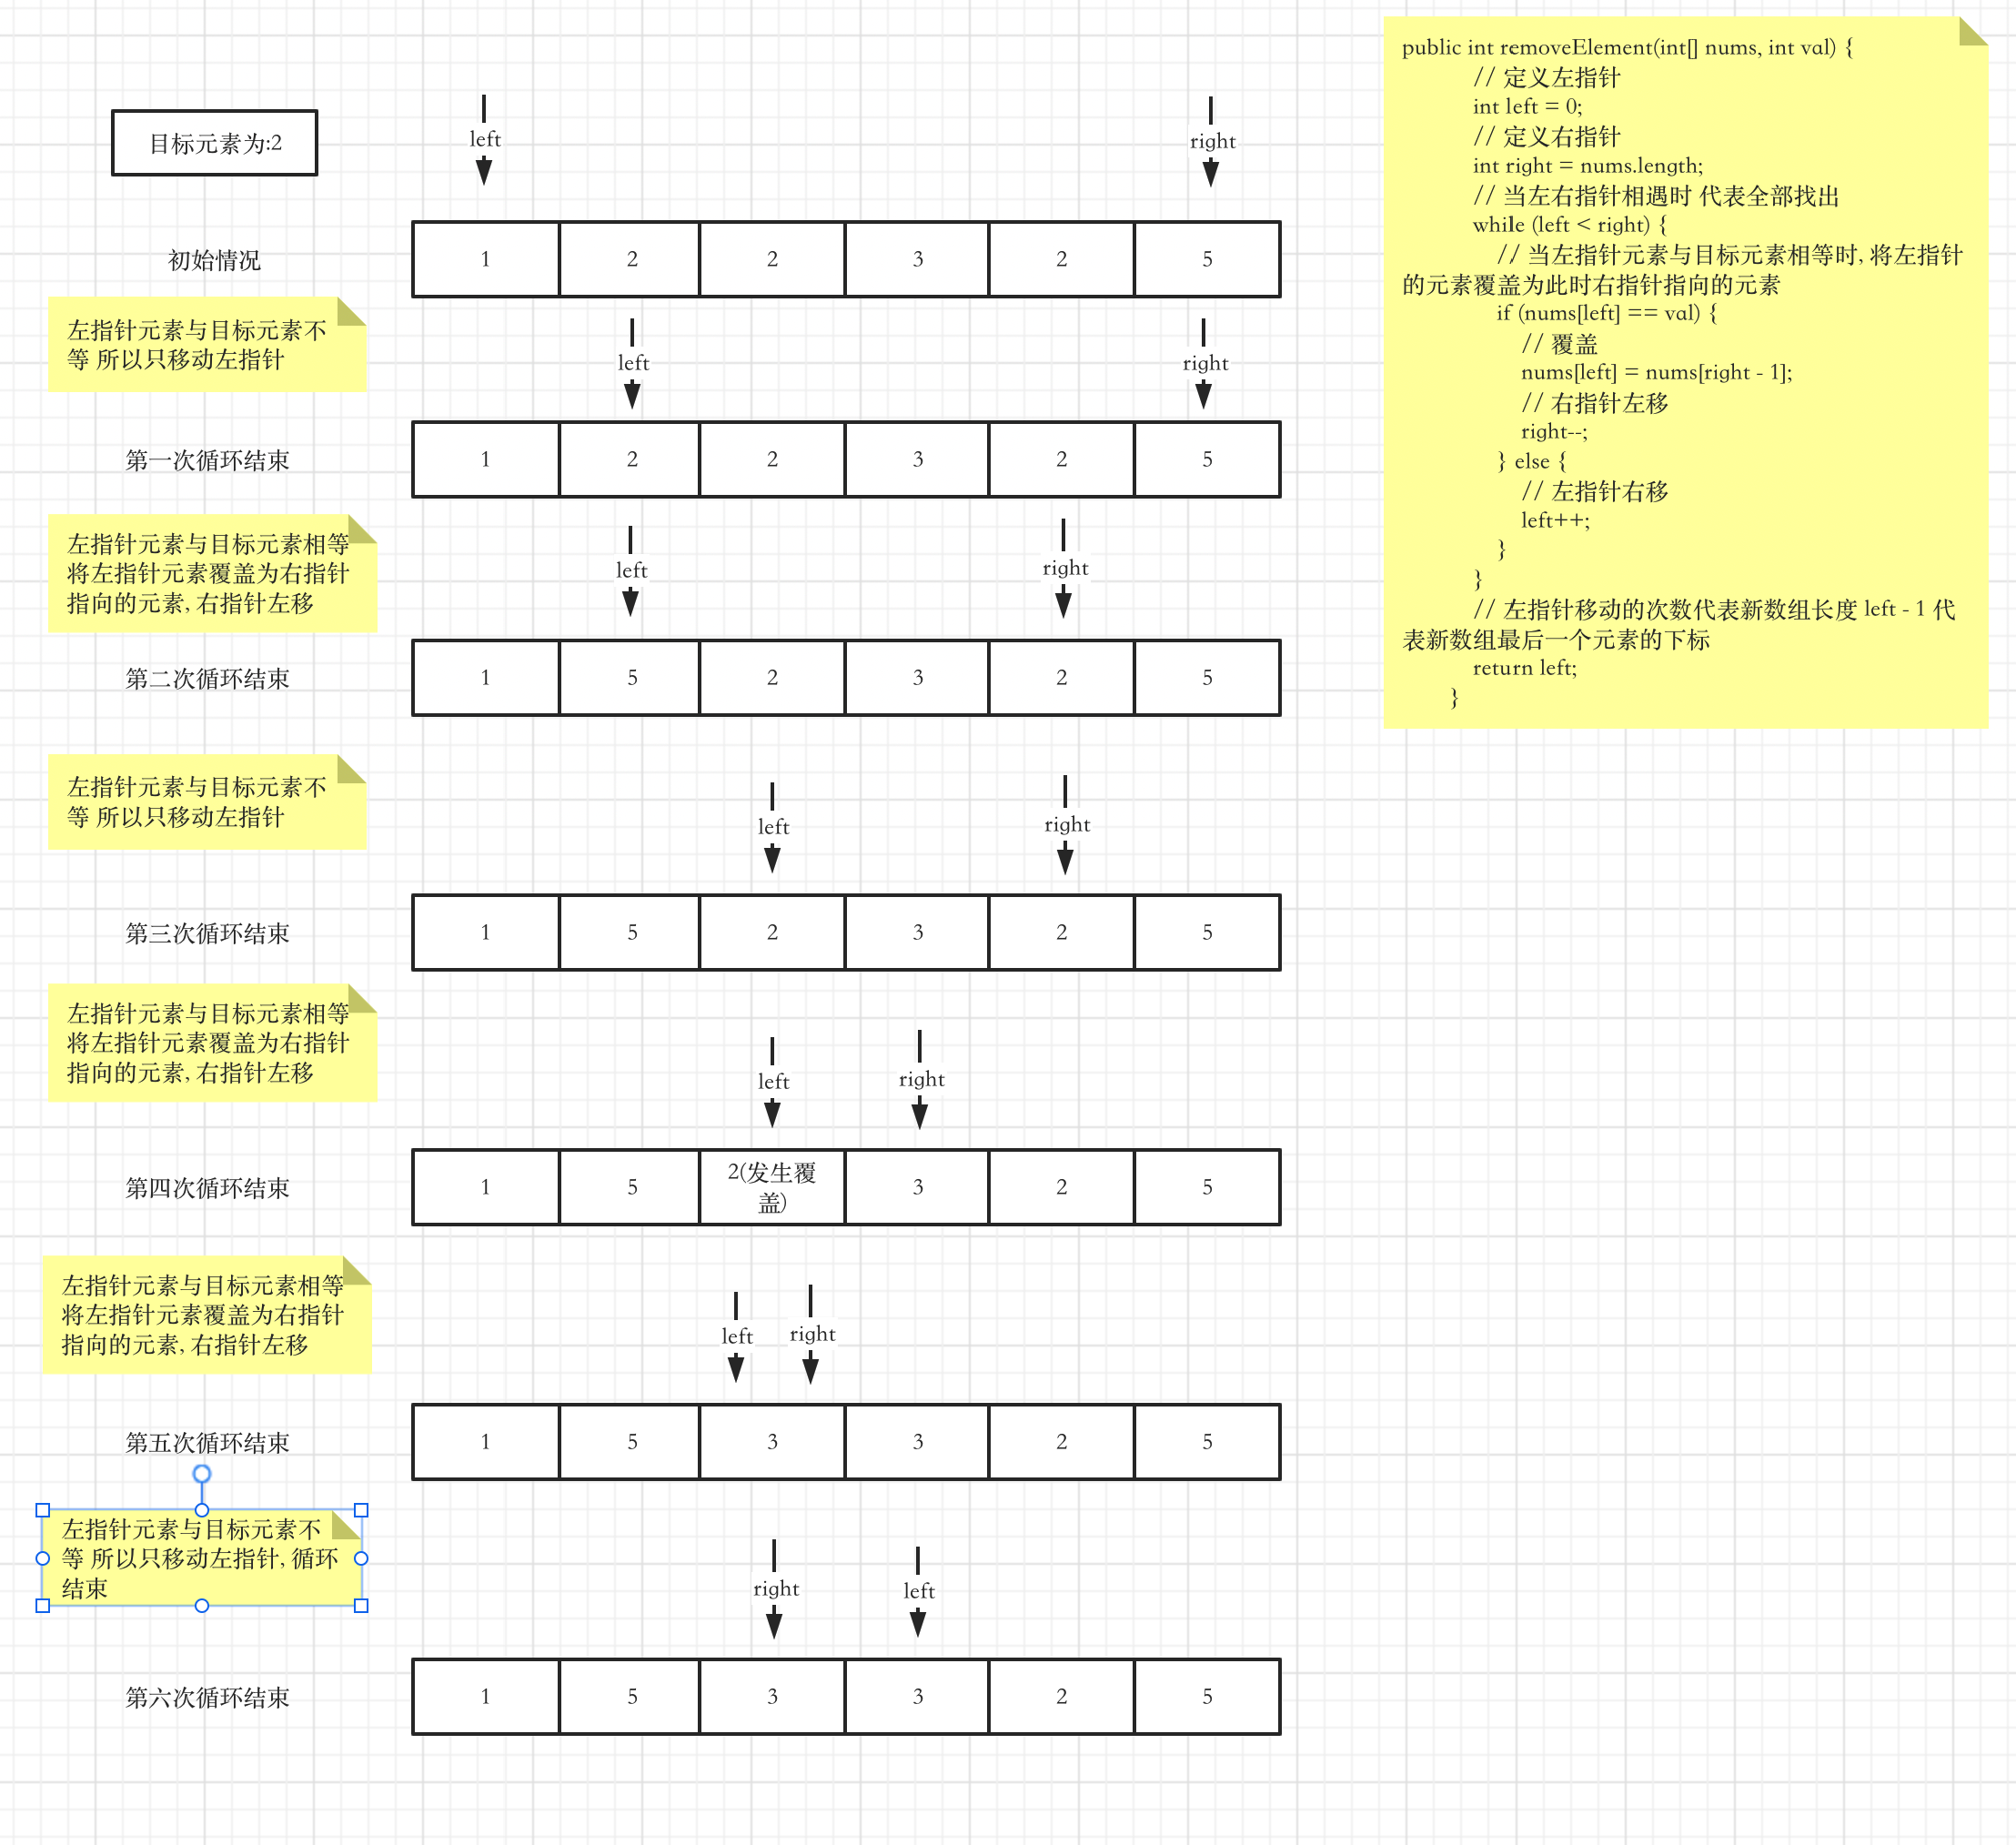 目标元素为:2
left
right
初始情况
1 2 2 3 2 5
左指针元素与目标元素不
等 所以只移动左指针
left
right
第一次循环结束
1 2 2 3 2 5
左指针元素与目标元素相等
将左指针元素覆盖为右指针
指向的元素, 右指针左移
left
right
第二次循环结束
1 5 2 3 2 5
左指针元素与目标元素不
等 所以只移动左指针
left
right
第三次循环结束
1 5 2 3 2 5
左指针元素与目标元素相等
将左指针元素覆盖为右指针
指向的元素, 右指针左移
left
right
第四次循环结束
1 5 2(发生覆
盖) 3 2 5
左指针元素与目标元素相等
将左指针元素覆盖为右指针
指向的元素, 右指针左移
left
right
第五次循环结束
1 5 3 3 2 5
左指针元素与目标元素不
等 所以只移动左指针, 循环
结束
right
left
第六次循环结束
1 5 3 3 2 5
public int removeElement(int[] nums, int val) {
// 定义左指针
int left = 0;
// 定义右指针
int right = nums.length;
// 当左右指针相遇时 代表全部找出
while (left < right) {
// 当左指针元素与目标元素相等时, 将左指针
的元素覆盖为此时右指针指向的元素
if (nums[left] == val) {
// 覆盖
nums[left] = nums[right - 1];
// 右指针左移
right--;
} else {
// 左指针右移
left++;
}
}
// 左指针移动的次数代表新数组长度 left - 1 代
表新数组最后一个元素的下标
return left;
}